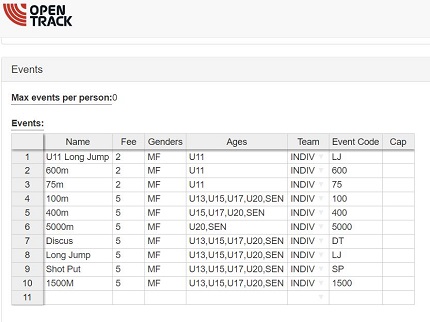 OPEN
TRACK
Events
Max events per person:0
Events:
Name Fee Genders Ages Team Event Code Cap
1 U11 Long Jump 2 MF U11 INDIV LJ
2 600m 2 MF U11 INDIV 600
3 75m 2 MF U11 INDIV 75
4 100m 5 MF U13,U15,U17,U20,SEN INDIV 100
5 400m 5 MF U15,U17,U20,SEN INDIV 400
6 5000m 5 MF U20,SEN INDIV 5000
7 Discus 5 MF U13,U15,U17,U20,SEN INDIV DT
8 Long Jump 5 MF U13,U15,U17,U20,SEN INDIV LJ
9 Shot Put 5 MF U13,U15,U17,U20,SEN INDIV SP
10 1500M 5 MF U13,U15,U17,U20,SEN INDIV 1500
11